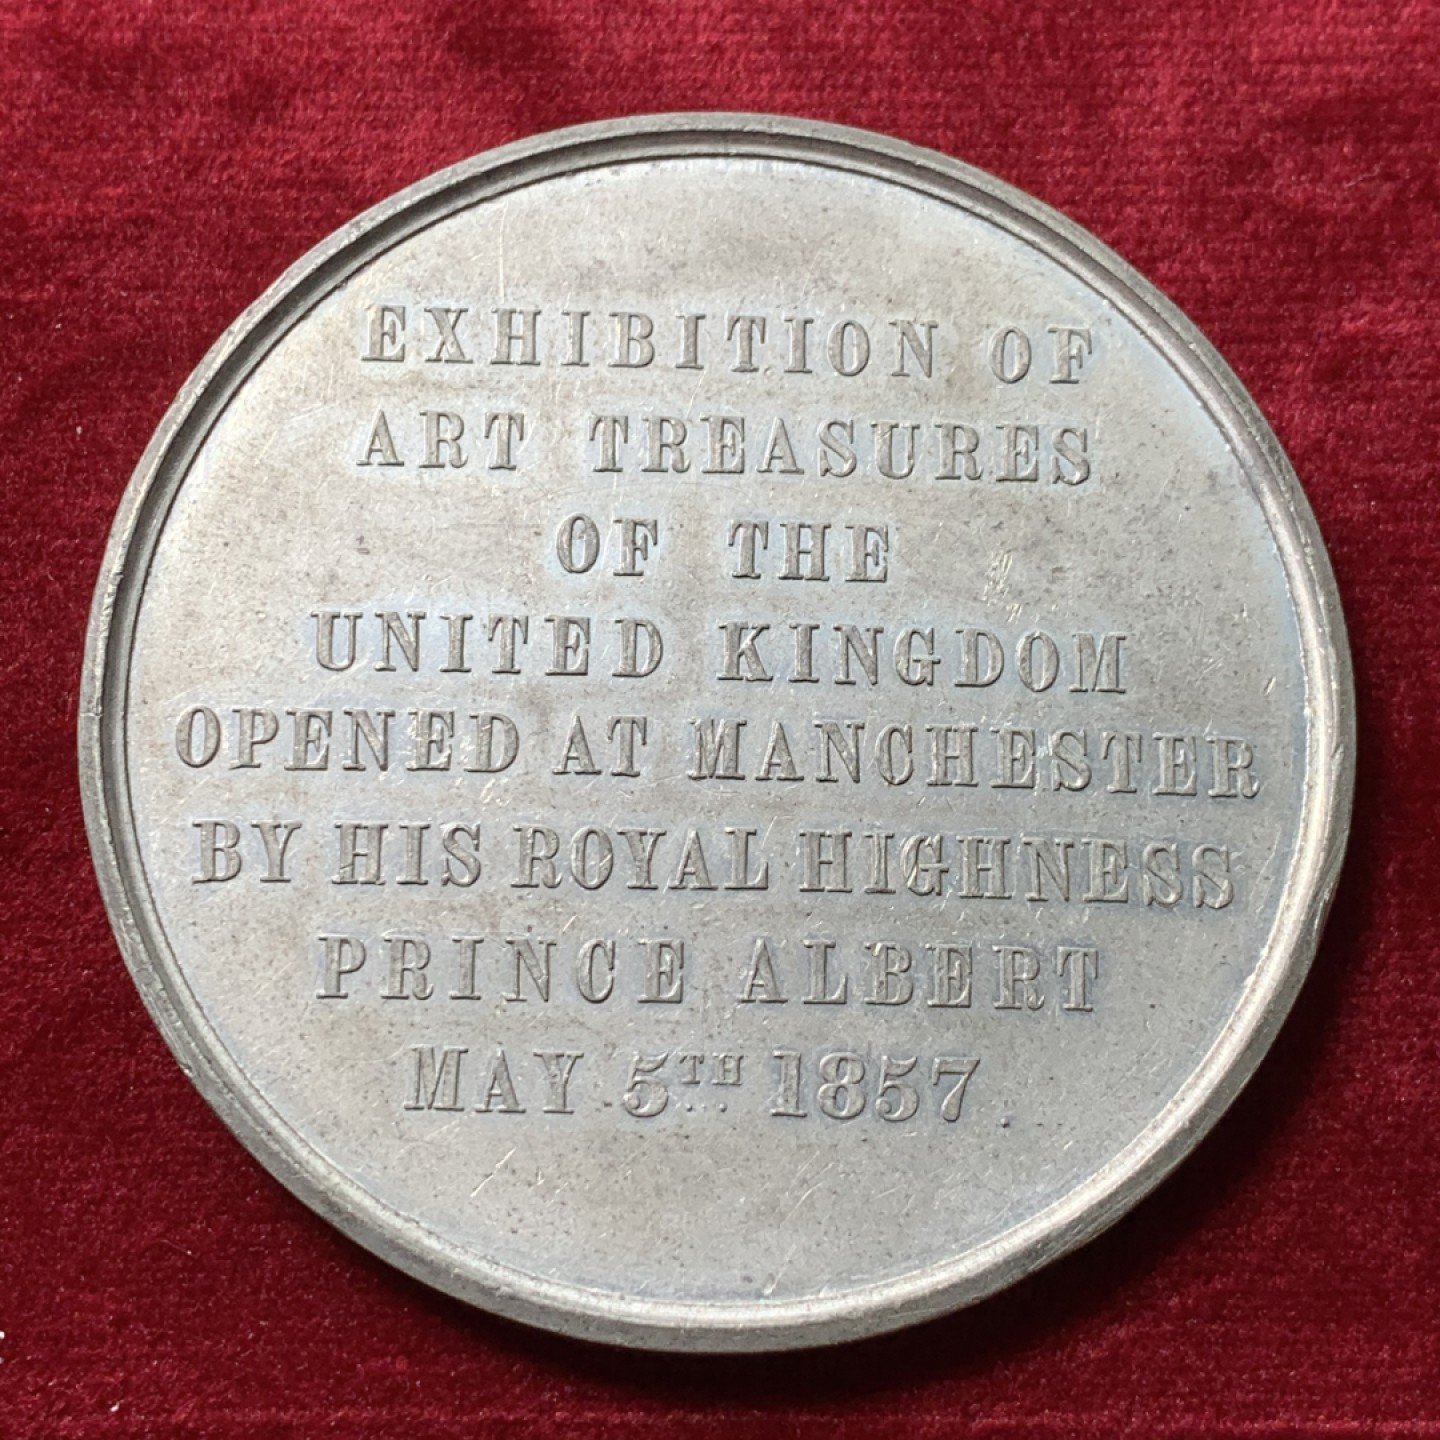 EXHIBITION OF
ART TREASURES
OF THE
UNITED KINGDOM
OPENED AT MANCHESTER
BY HIS ROYAL HIGHNESS
PRINCE ALBERT
MAY 5TH 1857.